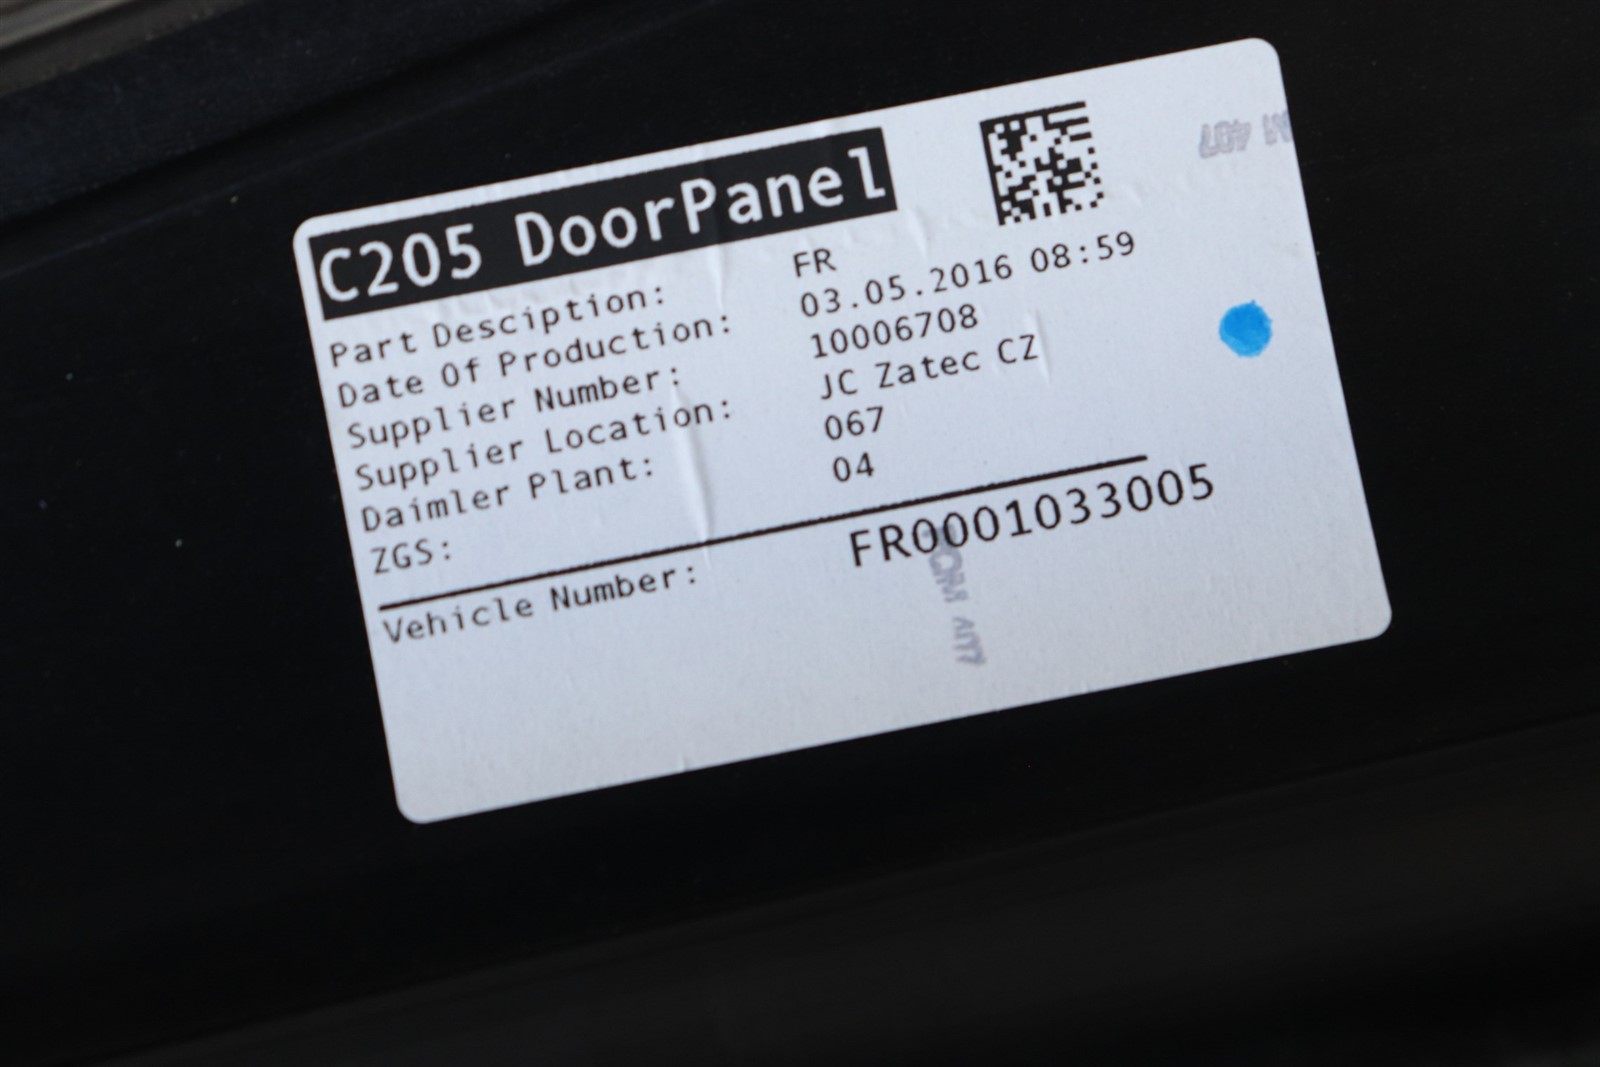 C205 DoorPanel
Part Desciption: FR
Date Of Production: 03.05.2016 08:59
Supplier Number: 10006708
Supplier Location: JC Zatec CZ
Daimler Plant: 067
ZGS: 04
Vehicle Number: FR0001033005